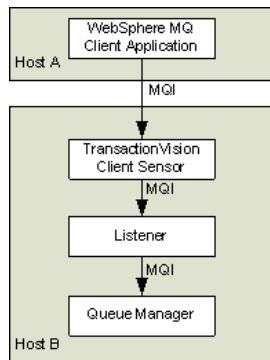 WebSphere MQ
Client Application
Host A
MQI
TransactionVision
Client Sensor
MQI
Listener
MQI
Queue Manager
Host B